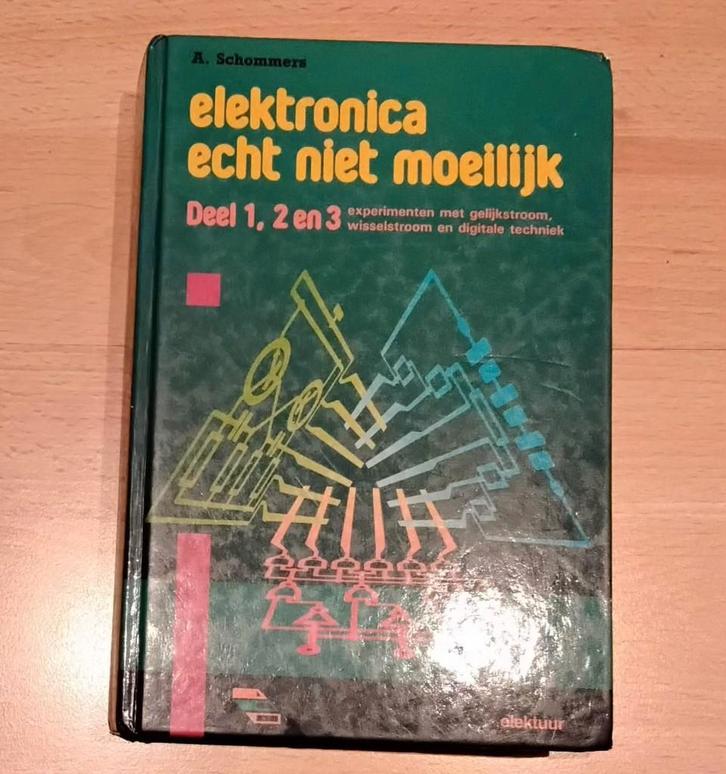 A. Schommers
elektronica
echt niet moeilijk
Deel 1, 2 en 3
experimenten met gelijkstroom,
wisselstroom en digitale techniek
elektuur